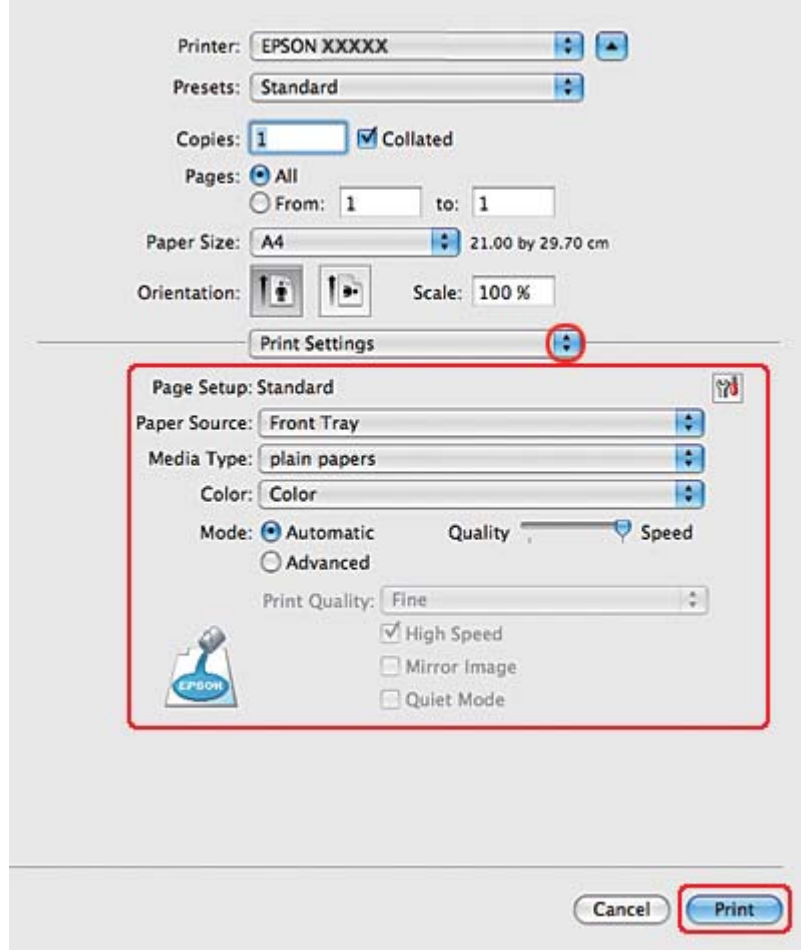 Printer: EPSON XXXXX
Presets: Standard
Copies: 1 Collated
Pages: All
From: 1 to: 1
Paper Size: A4 21.00 by 29.70 cm
Orientation: Scale: 100 %
Print Settings
Page Setup: Standard
Paper Source: Front Tray
Media Type: plain papers
Color: Color
Mode: Automatic Quality Speed
Advanced
Print Quality: Fine
High Speed
Mirror Image
EPSON
Quiet Mode
Cancel Print